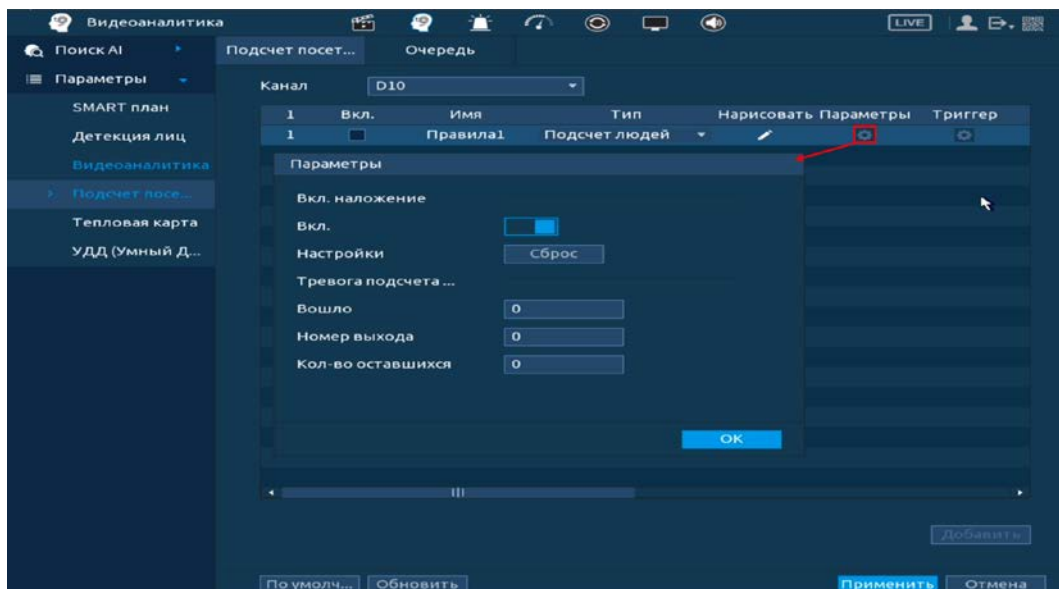 Видеоаналитика LIVE
Поиск AI Подсчет посет... Очередь
Параметры
Канал D10
SMART план
1 Вкл. Имя Тип Нарисовать Параметры Триггер
Детекция лиц
1 Правила1 Подсчет людей
Видеоаналитика
Параметры
Подсчет посе...
Вкл. наложение
Тепловая карта
Вкл.
УДД (Умный Д...
Настройки Сброс
Тревога подсчета ...
Вошло 0
Номер выхода 0
Кол-во оставшихся 0
OK
Добавить
По умолч... Обновить Применить Отмена